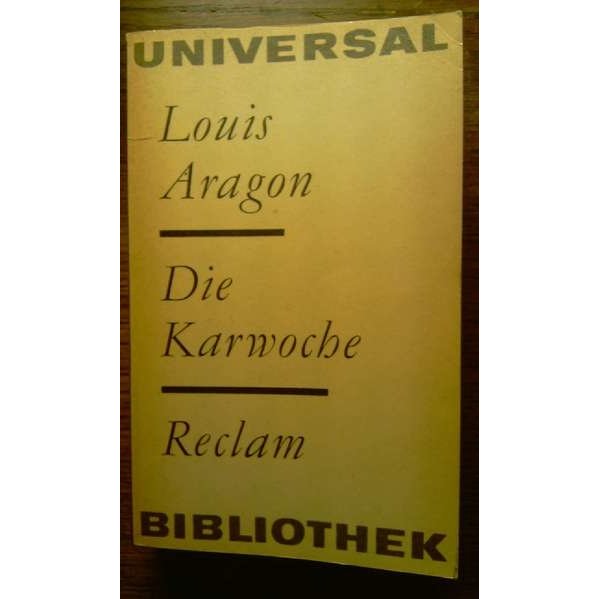 UNIVERSAL
Louis
Aragon
Die
Karwoche
Reclam
BIBLIOTHEK